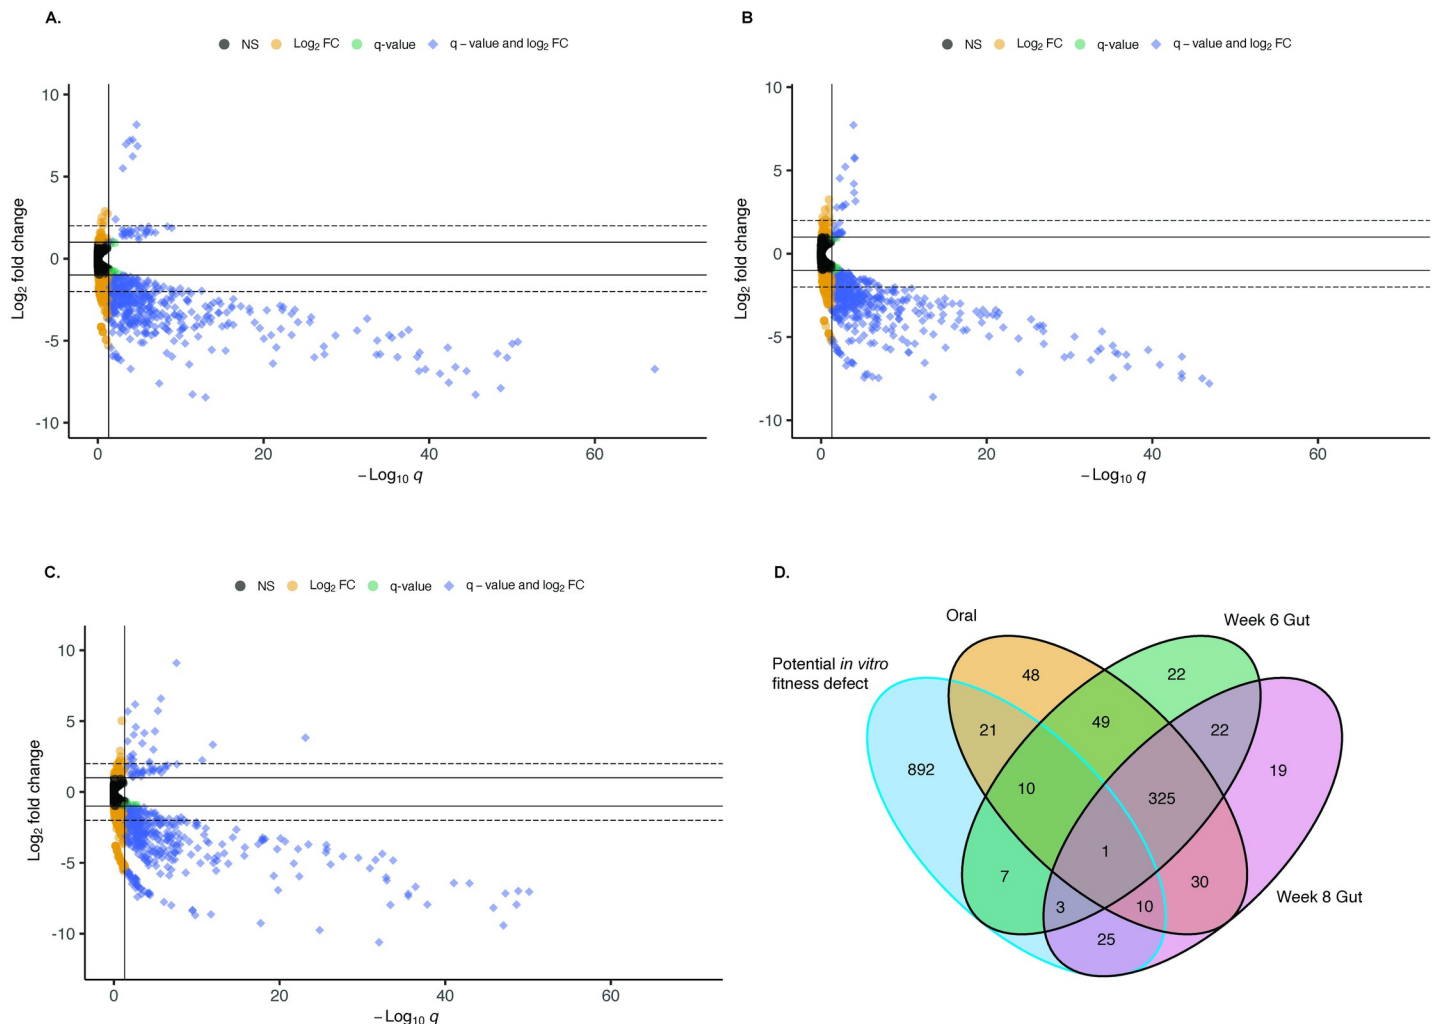 A.
NS Log2 FC q-value q – value and log2 FC
10
5
0
-5
-10
Log2 fold change
0 20 40 60
– Log10 q
B
NS Log2 FC q-value q – value and log2 FC
10
5
0
-5
-10
Log2 fold change
0 20 40 60
– Log10 q
C.
NS Log2 FC q-value q – value and log2 FC
10
5
0
-5
-10
Log2 fold change
0 20 40 60
– Log10 q
D.
Oral
Week 6 Gut
Potential in vitro
fitness defect
Week 8 Gut
48 22
21 49 22
892 19
10 325
1
7 30
3 10
25